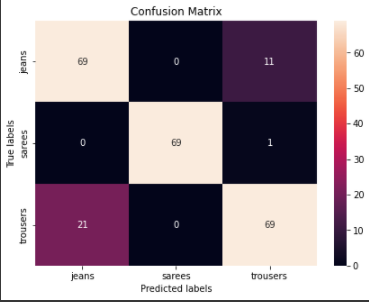 Confusion Matrix
jeans
69 0 11
60
50
True labels
sarees
0 69 1
40
30
trousers
21 0 69
20
10
0
jeans sarees trousers
Predicted labels